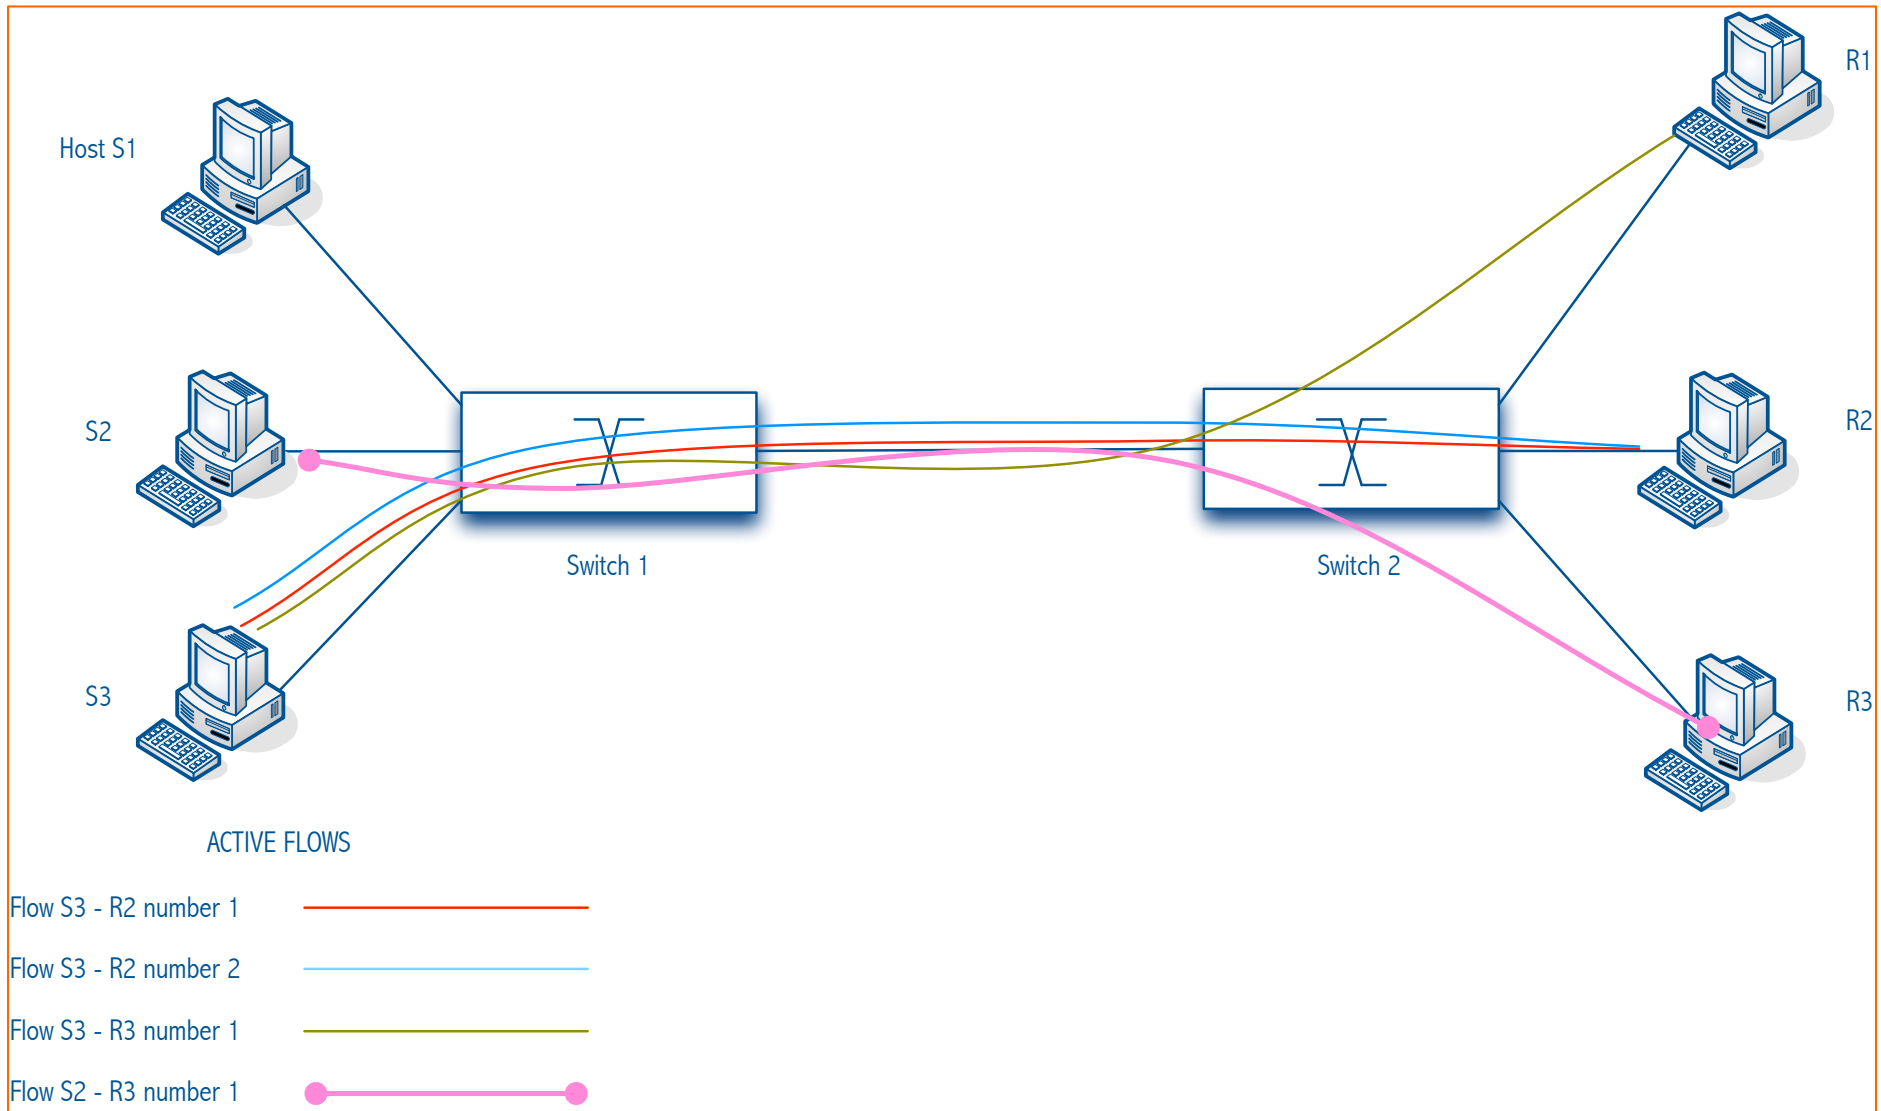 R1
Host S1
R2
S2
Switch 1
Switch 2
S3
R3
ACTIVE FLOWS
Flow S3 - R2 number 1
Flow S3 - R2 number 2
Flow S3 - R3 number 1
Flow S2 - R3 number 1